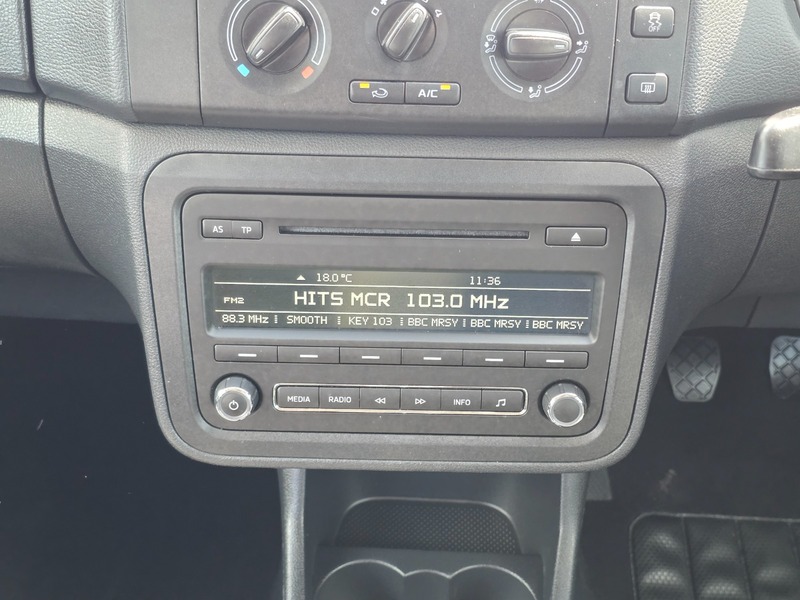 OFF
A/C
AS TP
18.0 °C 11:36
FM2 HITS MCR 103.0 MHz
88.3 MHz SMOOTH KEY 103 BBC MRSY BBC MRSY BBC MRSY
MEDIA RADIO INFO